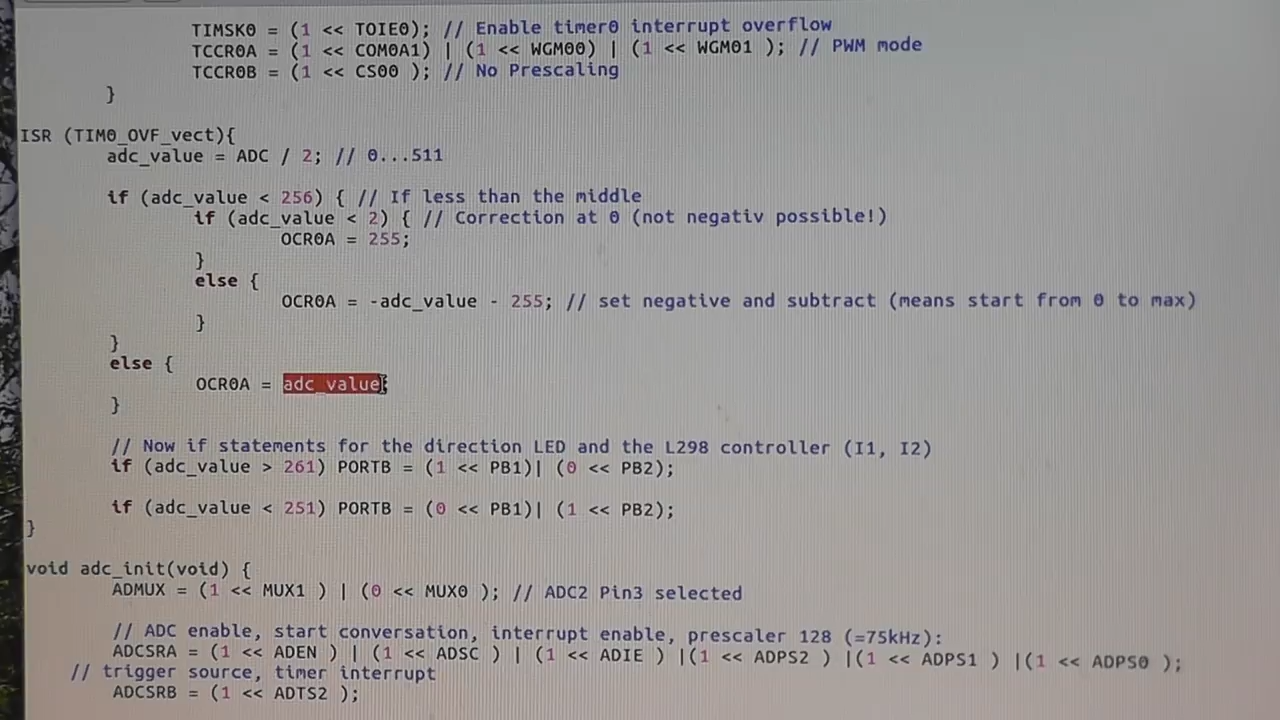 TIMSK0 = (1 << TOIE0); // Enable timer0 interrupt overflow
TCCR0A = (1 << COM0A1) | (1 << WGM00) | (1 << WGM01 ); // PWM mode
TCCR0B = (1 << CS00 ); // No Prescaling
}
ISR (TIM0_OVF_vect){
adc_value = ADC / 2; // 0...511
if (adc_value < 256) { // If less than the middle
if (adc_value < 2) { // Correction at 0 (not negativ possible!)
OCR0A = 255;
}
else {
OCR0A = -adc_value - 255; // set negative and subtract (means start from 0 to max)
}
}
else {
OCR0A = adc_value;
}
// Now if statements for the direction LED and the L298 controller (I1, I2)
if (adc_value > 261) PORTB = (1 << PB1)| (0 << PB2);
if (adc_value < 251) PORTB = (0 << PB1)| (1 << PB2);
}
void adc_init(void) {
ADMUX = (1 << MUX1 ) | (0 << MUX0 ); // ADC2 Pin3 selected
// ADC enable, start conversation, interrupt enable, prescaler 128 (=75kHz):
ADCSRA = (1 << ADEN ) | (1 << ADSC ) | (1 << ADIE ) |(1 << ADPS2 ) |(1 << ADPS1 ) |(1 << ADPS0 );
// trigger source, timer interrupt
ADCSRB = (1 << ADTS2 );